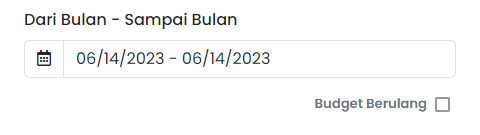 Dari Bulan - Sampai Bulan
06/14/2023 - 06/14/2023
Budget Berulang